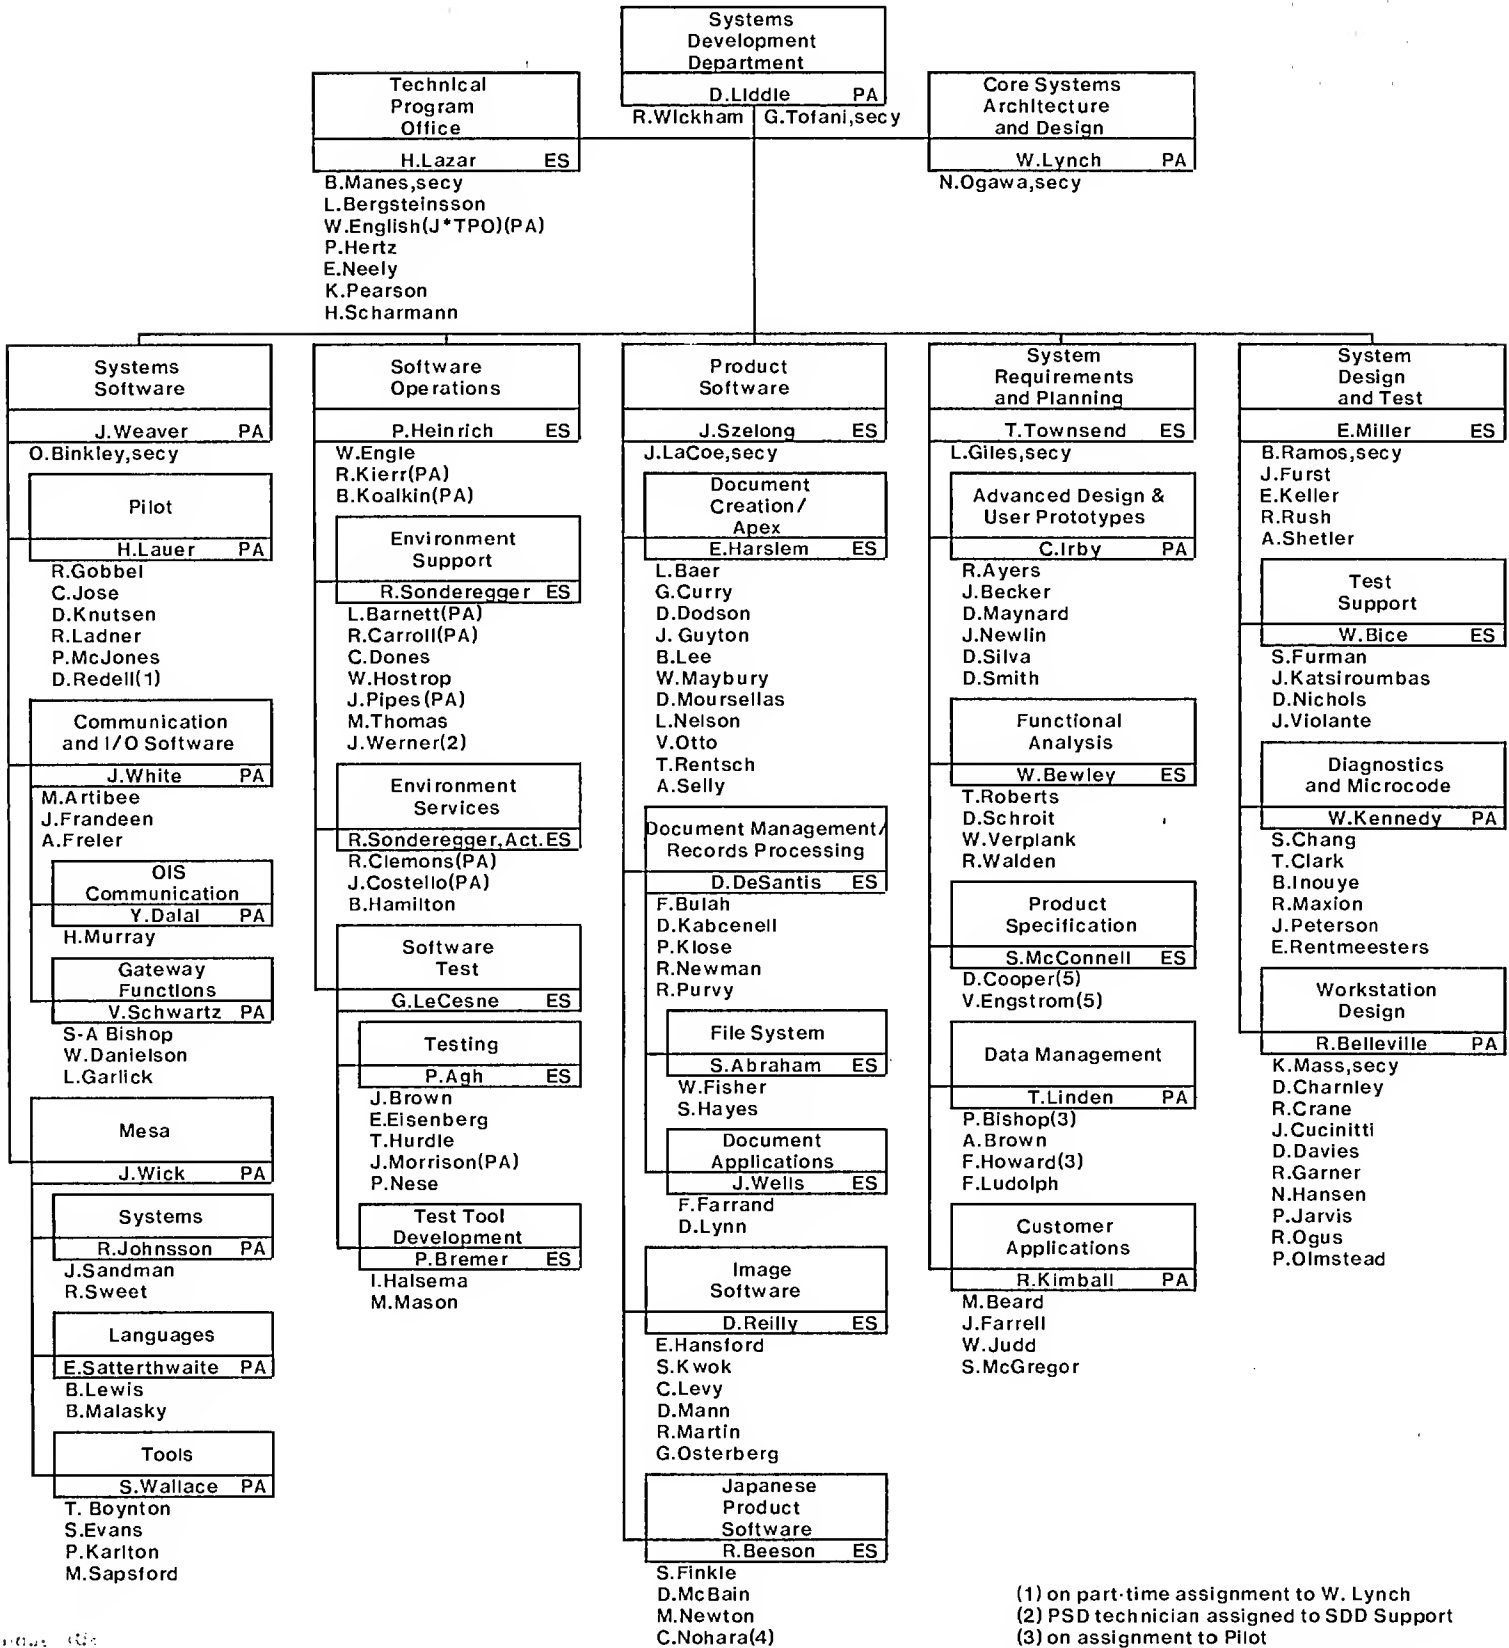 Systems
Development
Department
D.Liddle PA
R.Wickham G.Tofani,secy
Technical
Program
Office
H.Lazar ES
B.Manes,secy
L.Bergsteinsson
W.English(J*TPO)(PA)
P.Hertz
E.Neely
K.Pearson
H.Scharmann
Core Systems
Architecture
and Design
W.Lynch PA
N.Ogawa,secy
Systems
Software
J.Weaver PA
O.Binkley,secy
Pilot
H.Lauer PA
R.Gobbel
C.Jose
D.Knutsen
R.Ladner
P.McJones
D.Redell(1)
Communication
and I/O Software
J.White PA
M.Artibee
J.Frandeen
A.Freier
OIS
Communication
Y.Dalal PA
H.Murray
Gateway
Functions
V.Schwartz PA
S-A Bishop
W.Danielson
L.Garlick
Mesa
J.Wick PA
Systems
R.Johnsson PA
J.Sandman
R.Sweet
Languages
E.Satterthwaite PA
B.Lewis
B.Malasky
Tools
S.Wallace PA
T. Boynton
S.Evans
P.Karlton
M.Sapsford
Software
Operations
P.Heinrich ES
W.Engle
R.Kierr(PA)
B.Koalkin(PA)
Environment
Support
R.Sonderegger ES
L.Barnett(PA)
R.Carroll(PA)
C.Dones
W.Hostrop
J.Pipes(PA)
M.Thomas
J.Werner(2)
Environment
Services
R.Sonderegger,Act.ES
R.Clemons(PA)
J.Costello(PA)
B.Hamilton
Software
Test
G.LeCesne ES
Testing
P.Agh ES
J.Brown
E.Eisenberg
T.Hurdle
J.Morrison(PA)
P.Nese
Test Tool
Development
P.Bremer ES
I.Halsema
M.Mason
Product
Software
J.Szelong ES
J.LaCoe,secy
Document
Creation/
Apex
E.Harslem ES
L.Baer
G.Curry
D.Dodson
J. Guyton
B.Lee
W.Maybury
D.Moursellas
L.Nelson
V.Otto
T.Rentsch
A.Selly
Document Management/
Records Processing
D.DeSantis ES
F.Bulah
D.Kabcenell
P.Klose
R.Newman
R.Purvy
File System
S.Abraham ES
W.Fisher
S.Hayes
Document
Applications
J.Wells ES
F.Farrand
D.Lynn
Image
Software
D.Reilly ES
E.Hansford
S.Kwok
C.Levy
D.Mann
R.Martin
G.Osterberg
Japanese
Product
Software
R.Beeson ES
S.Finkle
D.McBain
M.Newton
C.Nohara(4)
System
Requirements
and Planning
T.Townsend ES
L.Giles,secy
Advanced Design &
User Prototypes
C.Irby PA
R.Ayers
J.Becker
D.Maynard
J.Newlin
D.Silva
D.Smith
Functional
Analysis
W.Bewley ES
T.Roberts
D.Schroit
W.Verplank
R.Walden
Product
Specification
S.McConnell ES
D.Cooper(5)
V.Engstrom(5)
Data Management
T.Linden PA
P.Bishop(3)
A.Brown
F.Howard(3)
F.Ludolph
Customer
Applications
R.Kimball PA
M.Beard
J.Farrell
W.Judd
S.McGregor
System
Design
and Test
E.Miller ES
B.Ramos,secy
J.Furst
E.Keller
R.Rush
A.Shetler
Test
Support
W.Bice ES
S.Furman
J.Katsiroumbas
D.Nichols
J.Violante
Diagnostics
and Microcode
W.Kennedy PA
S.Chang
T.Clark
B.Inouye
R.Maxion
J.Peterson
E.Rentmeesters
Workstation
Design
R.Belleville PA
K.Mass,secy
D.Charnley
R.Crane
J.Cucinitti
D.Davies
R.Garner
N.Hansen
P.Jarvis
R.Ogus
P.Olmstead
(1) on part-time assignment to W. Lynch
(2) PSD technician assigned to SDD Support
(3) on assignment to Pilot